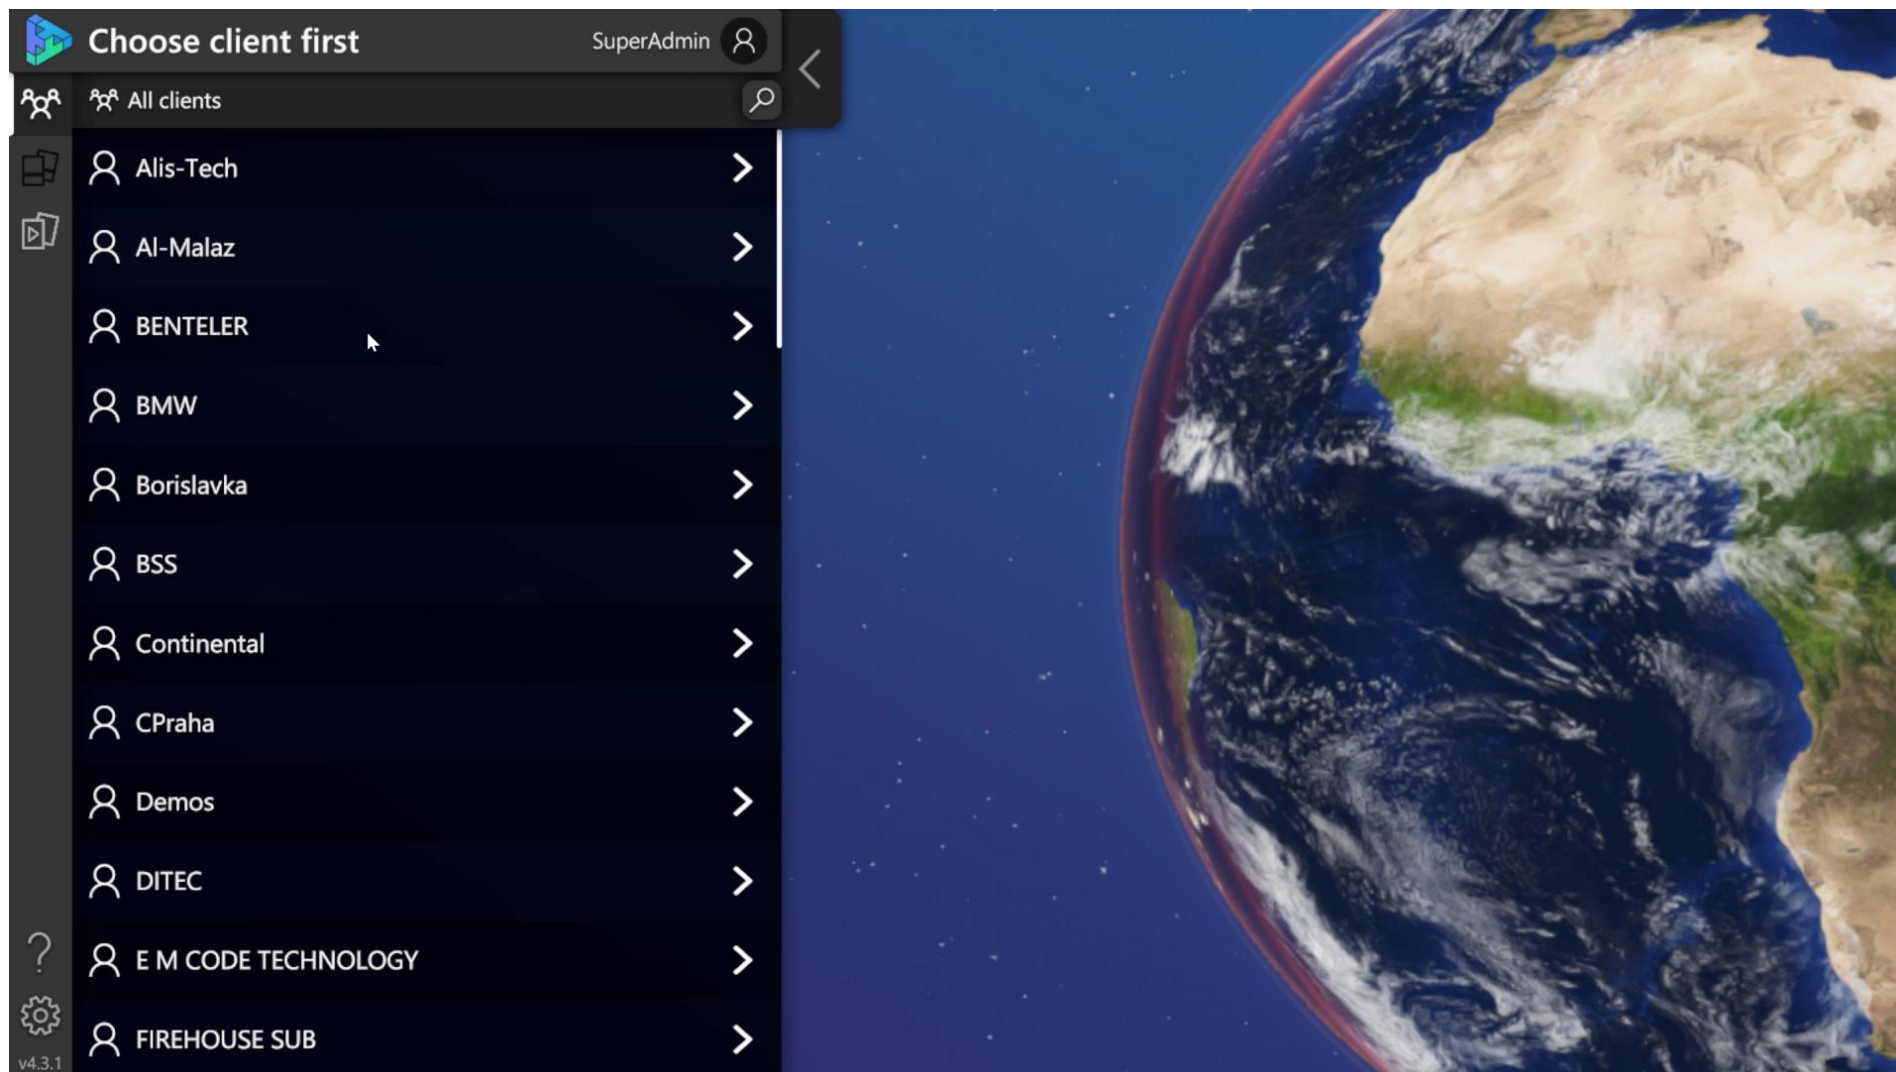 Choose client first
SuperAdmin
All clients
Alis-Tech
Al-Malaz
BENTELER
BMW
Borislavka
BSS
Continental
CPraha
Demos
DITEC
E M CODE TECHNOLOGY
FIREHOUSE SUB
v4.3.1